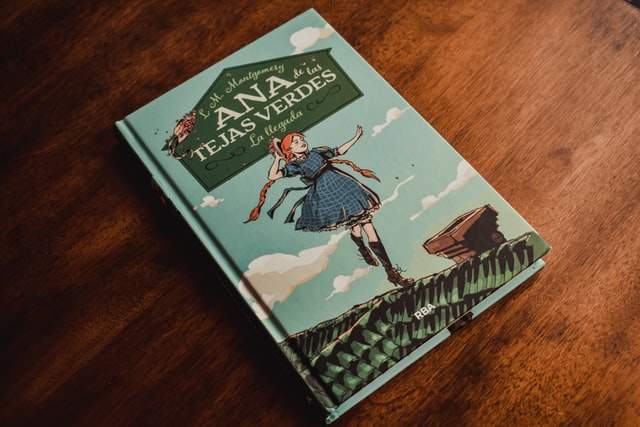 L. M. Montgomery
ANA de las
TEJAS VERDES
La llegada
RBA